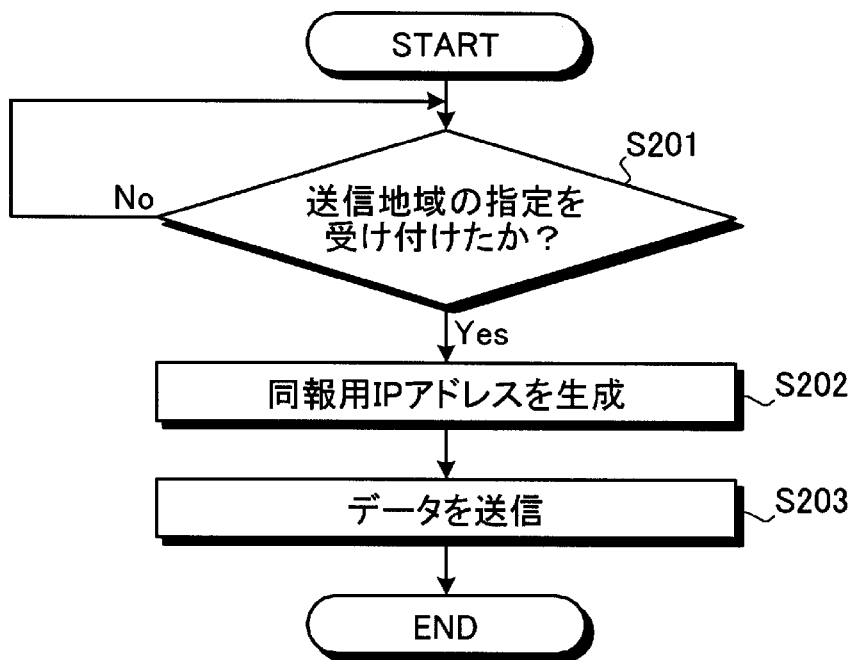 START
S201
No
送信地域の指定を
受け付けたか？
Yes
同報用IPアドレスを生成
S202
データを送信
S203
END